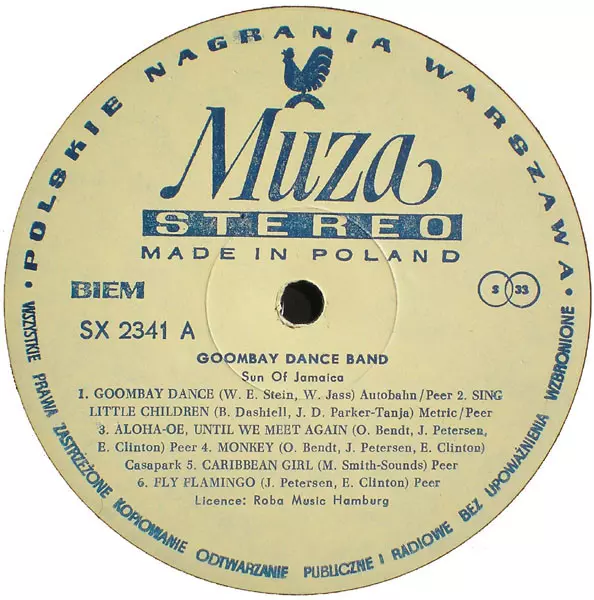 POLSKIE NAGRANIA WARSZAWA
Muza
STEREO
MADE IN POLAND
BIEM
S 33
SX 2341 A
GOOMBAY DANCE BAND
Sun Of Jamaica
1. GOOMBAY DANCE (W. E. Stein, W. Jass) Autobahn/Peer 2. SING
LITTLE CHILDREN (B. Dashiell, J. D. Parker-Tanja) Metric/Peer
3. ALOHA-OE, UNTIL WE MEET AGAIN (O. Bendt, J. Petersen,
E. Clinton) Peer 4. MONKEY (O. Bendt, J. Petersen, E. Clinton)
Casapark 5. CARIBBEAN GIRL (M. Smith-Sounds) Peer
6. FLY FLAMINGO (J. Petersen, E. Clinton) Peer
Licence: Roba Music Hamburg
WSZYSTKIE PRAWA ZASTRZEŻONE KOPIOWANIE ODTWARZANIE PUBLICZNE I RADIOWE BEZ UPOWAŻNIENIA WZBRONIONE